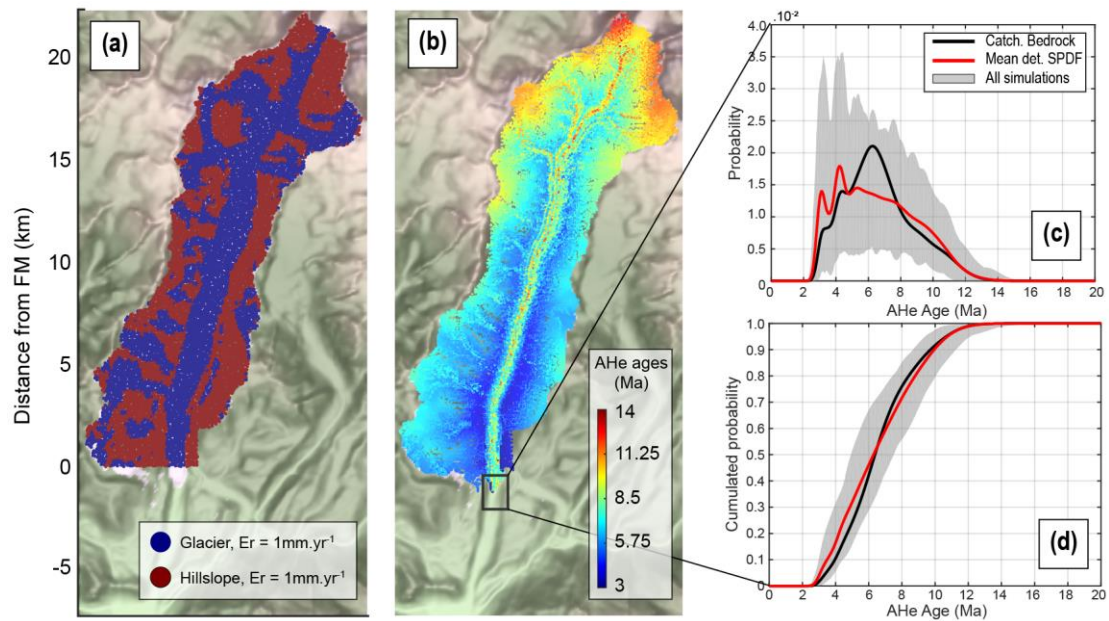 (a)
(b)
Distance from FM (km)
20
15
10
5
0
-5
Glacier, Er = 1mm.yr⁻¹
Hillslope, Er = 1mm.yr⁻¹
AHe ages
(Ma)
14
11.25
8.5
5.75
3
.10⁻²
4.0
3.5
3.0
2.5
2.0
1.5
1.0
0.5
0
Probability
Catch. Bedrock
Mean det. SPDF
All simulations
(c)
0 2 4 6 8 10 12 14 16 18 20
AHe Age (Ma)
1.0
0.9
0.8
0.7
0.6
0.5
0.4
0.3
0.2
0.1
0
Cumulated probability
(d)
0 2 4 6 8 10 12 14 16 18 20
AHe Age (Ma)